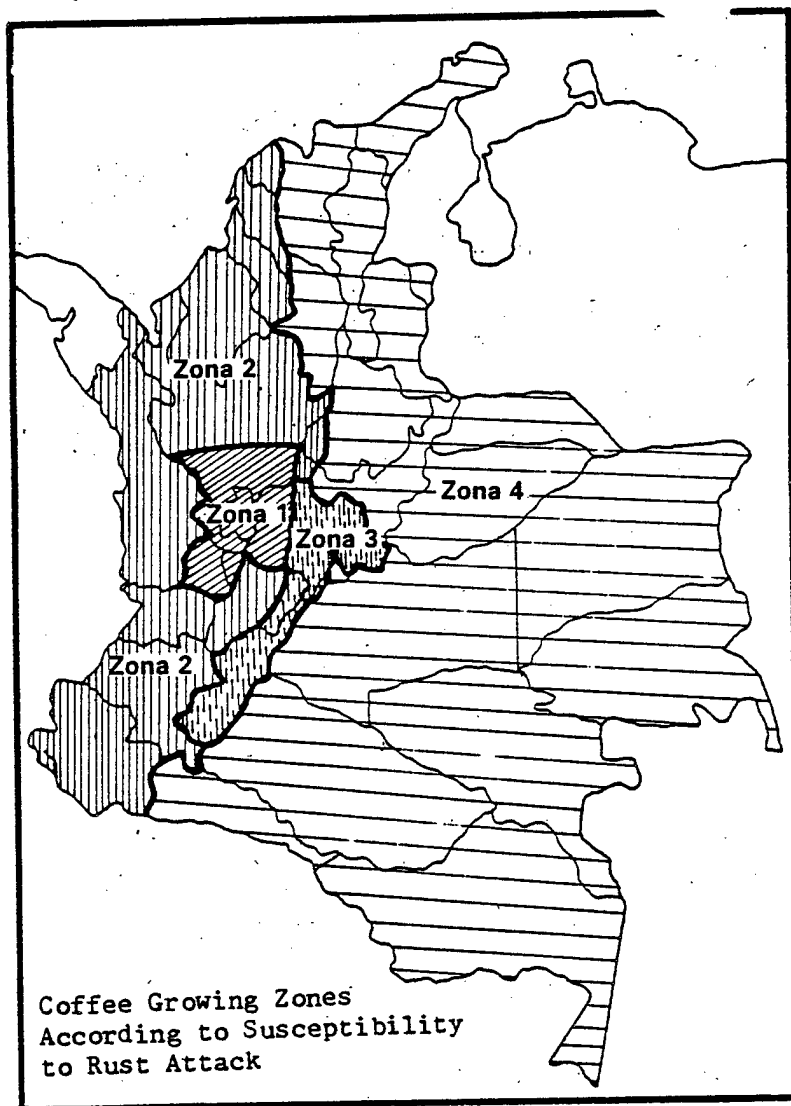 Zona 2
Zona 1
Zona 3
Zona 4
Zona 2
Coffee Growing Zones
According to Susceptibility
to Rust Attack